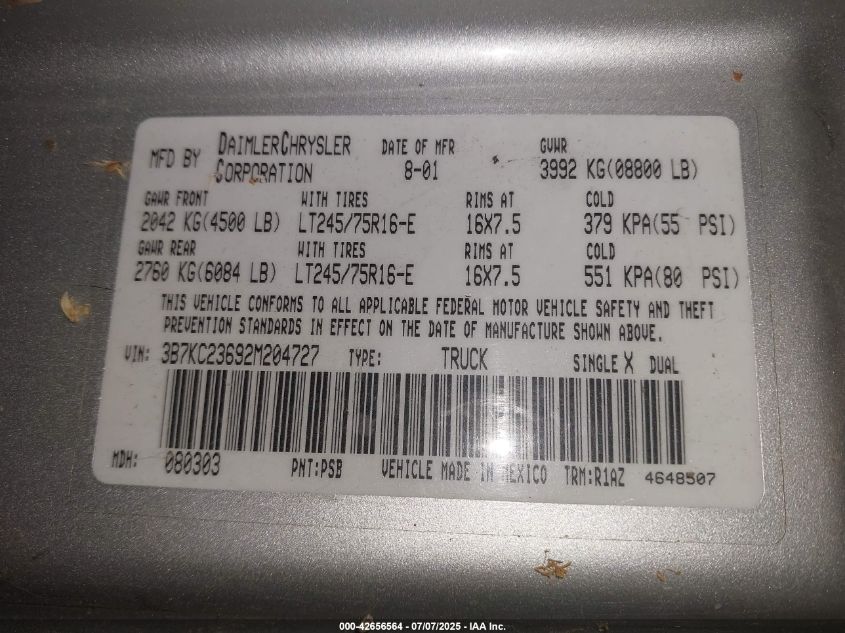 MFD BY DAIMLERCHRYSLER CORPORATION DATE OF MFR 8-01 GVWR 3992 KG(08800 LB)
GAWR FRONT WITH TIRES RIMS AT COLD
2042 KG(4500 LB) LT245/75R16-E 16X7.5 379 KPA(55 PSI)
GAWR REAR WITH TIRES RIMS AT COLD
2760 KG(6084 LB) LT245/75R16-E 16X7.5 551 KPA(80 PSI)
THIS VEHICLE CONFORMS TO ALL APPLICABLE FEDERAL MOTOR VEHICLE SAFETY AND THEFT
PREVENTION STANDARDS IN EFFECT ON THE DATE OF MANUFACTURE SHOWN ABOVE.
VIN: 3B7KC23692M204727 TYPE: TRUCK SINGLE X DUAL
MDH: 080303 PNT:PSB VEHICLE MADE IN MEXICO TRM:R1AZ 4648507
000-42656564 / 07/07/2025 - IAA Inc.